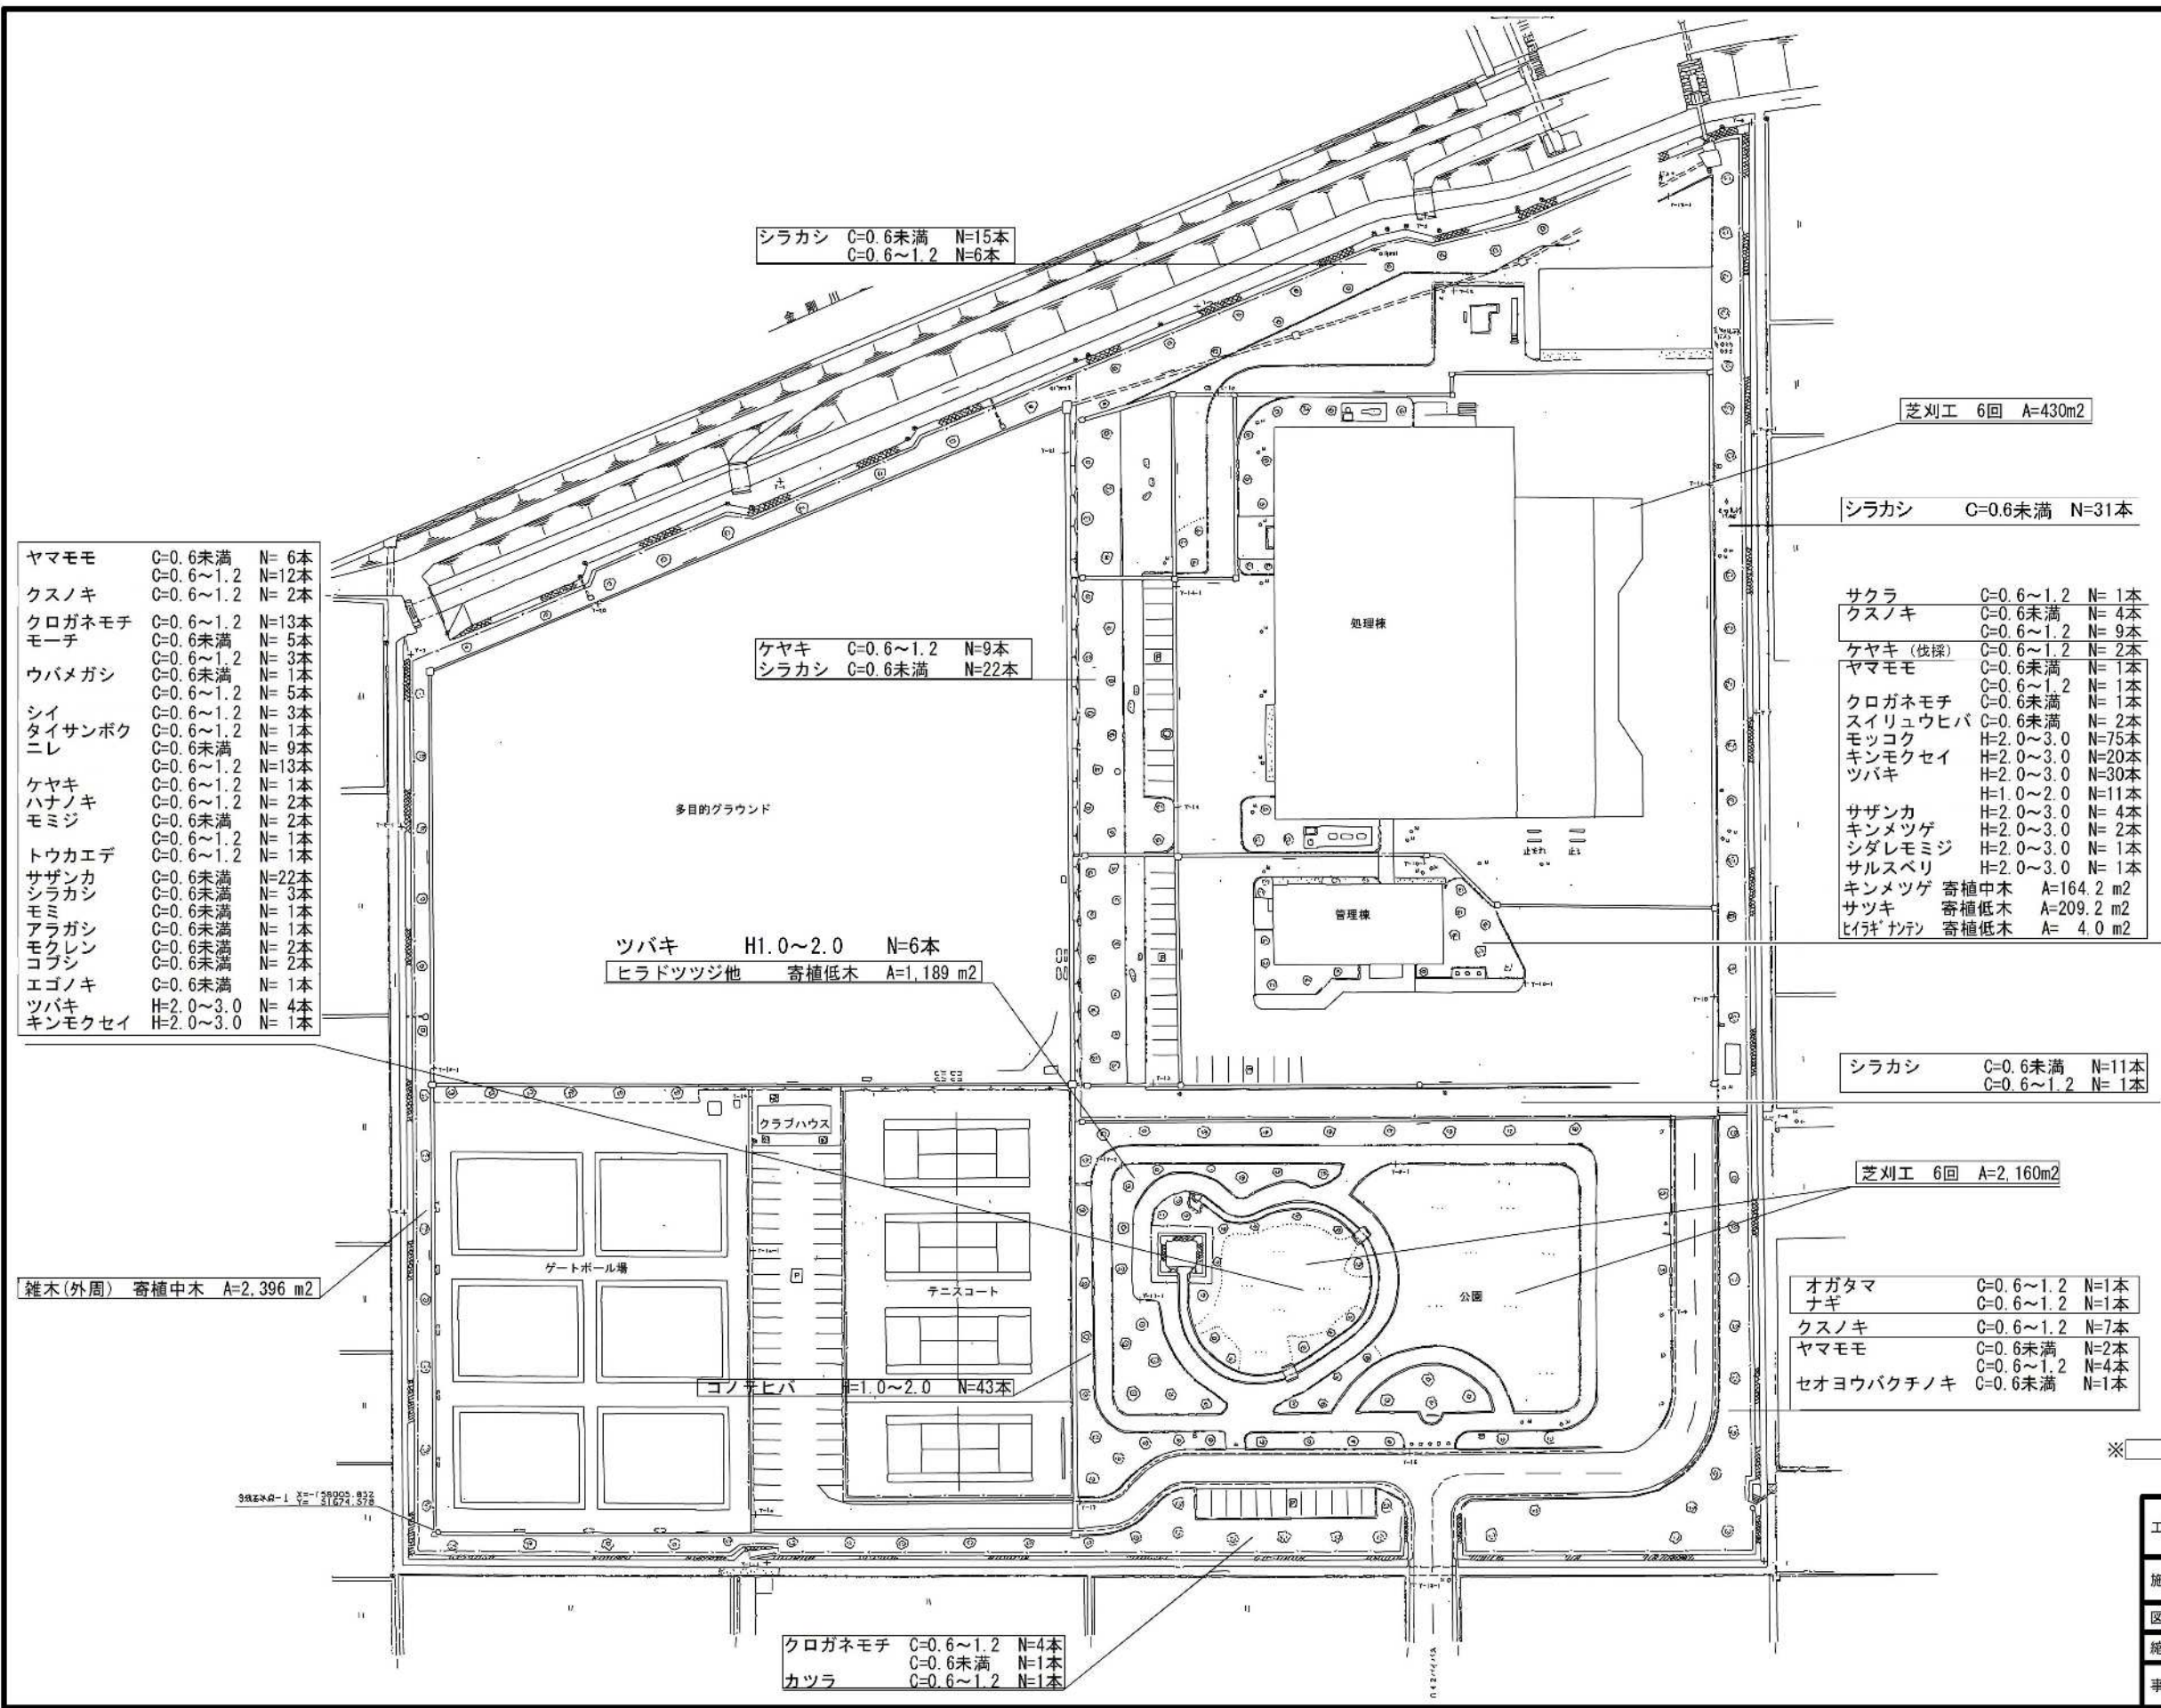 シラカシ C=0.6未満 N=15本
C=0.6～1.2 N=6本
芝刈工 6回 A=430m2
シラカシ C=0.6未満 N=31本
ヤマモモ C=0.6未満 N= 6本
C=0.6～1.2 N=12本
クスノキ C=0.6～1.2 N= 2本
クロガネモチ C=0.6～1.2 N=13本
モーチ C=0.6未満 N= 5本
C=0.6～1.2 N= 3本
ウバメガシ C=0.6未満 N= 1本
C=0.6～1.2 N= 5本
シイ C=0.6～1.2 N= 3本
タイサンボク C=0.6～1.2 N= 1本
ニレ C=0.6未満 N= 9本
C=0.6～1.2 N=13本
ケヤキ C=0.6～1.2 N= 1本
ハナノキ C=0.6～1.2 N= 2本
モミジ C=0.6未満 N= 2本
C=0.6～1.2 N= 1本
トウカエデ C=0.6～1.2 N= 1本
サザンカ C=0.6未満 N=22本
シラカシ C=0.6未満 N= 3本
モミ C=0.6未満 N= 1本
アラガシ C=0.6未満 N= 1本
モクレン C=0.6未満 N= 2本
コブシ C=0.6未満 N= 2本
エゴノキ C=0.6未満 N= 1本
ツバキ H=2.0～3.0 N= 4本
キンモクセイ H=2.0～3.0 N= 1本
ケヤキ C=0.6～1.2 N=9本
シラカシ C=0.6未満 N=22本
処理棟
サクラ C=0.6～1.2 N= 1本
クスノキ C=0.6未満 N= 4本
C=0.6～1.2 N= 9本
ケヤキ（伐採） C=0.6～1.2 N= 2本
ヤマモモ C=0.6未満 N= 1本
C=0.6～1.2 N= 1本
クロガネモチ C=0.6未満 N= 1本
スイリュウヒバ C=0.6未満 N= 2本
モッコク H=2.0～3.0 N=75本
キンモクセイ H=2.0～3.0 N=20本
ツバキ H=2.0～3.0 N=30本
H=1.0～2.0 N=11本
サザンカ H=2.0～3.0 N= 4本
キンメツゲ H=2.0～3.0 N= 2本
シダレモミジ H=2.0～3.0 N= 1本
サルスベリ H=2.0～3.0 N= 1本
キンメツゲ 寄植中木 A=164.2 m2
サツキ 寄植低木 A=209.2 m2
ヒイラギナンテン 寄植低木 A= 4.0 m2
多目的グラウンド
止まれ
管理棟
ツバキ H1.0～2.0 N=6本
ヒラドツツジ他 寄植低木 A=1,189 m2
シラカシ C=0.6未満 N=11本
C=0.6～1.2 N= 1本
クラブハウス
芝刈工 6回 A=2,160m2
雑木(外周) 寄植中木 A=2,396 m2
ゲートボール場
P
テニスコート
公園
オガタマ C=0.6～1.2 N=1本
ナギ C=0.6～1.2 N=1本
クスノキ C=0.6～1.2 N=7本
ヤマモモ C=0.6未満 N=2本
C=0.6～1.2 N=4本
セオヨウバクチノキ C=0.6未満 N=1本
コノテヒバ H=1.0～2.0 N=43本
※
X=-158005.852
Y= 51674.578
クロガネモチ C=0.6～1.2 N=4本
C=0.6未満 N=1本
カツラ C=0.6～1.2 N=1本